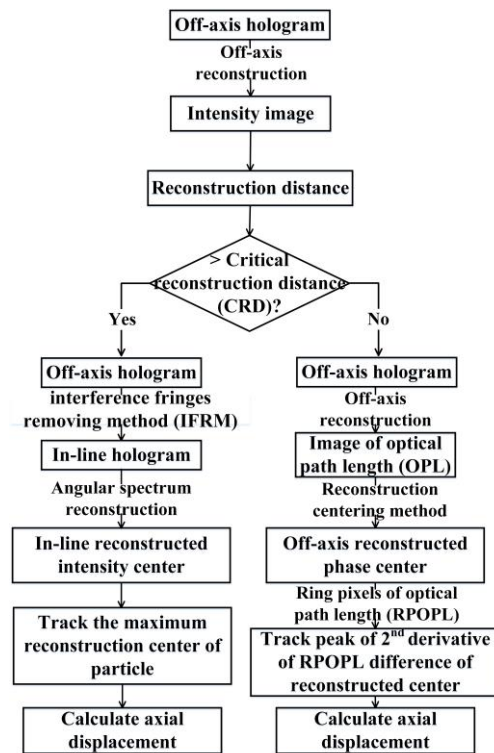 Off-axis hologram
Off-axis
reconstruction
Intensity image
Reconstruction distance
> Critical
reconstruction distance
(CRD)?
Yes
No
Off-axis hologram
interference fringes
removing method (IFRM)
In-line hologram
Angular spectrum
reconstruction
In-line reconstructed
intensity center
Track the maximum
reconstruction center of
particle
Calculate axial
displacement
Off-axis hologram
Off-axis
reconstruction
Image of optical
path length (OPL)
Reconstruction
centering method
Off-axis reconstructed
phase center
Ring pixels of optical
path length (RPOPL)
Track peak of 2nd derivative
of RPOPL difference of
reconstructed center
Calculate axial
displacement